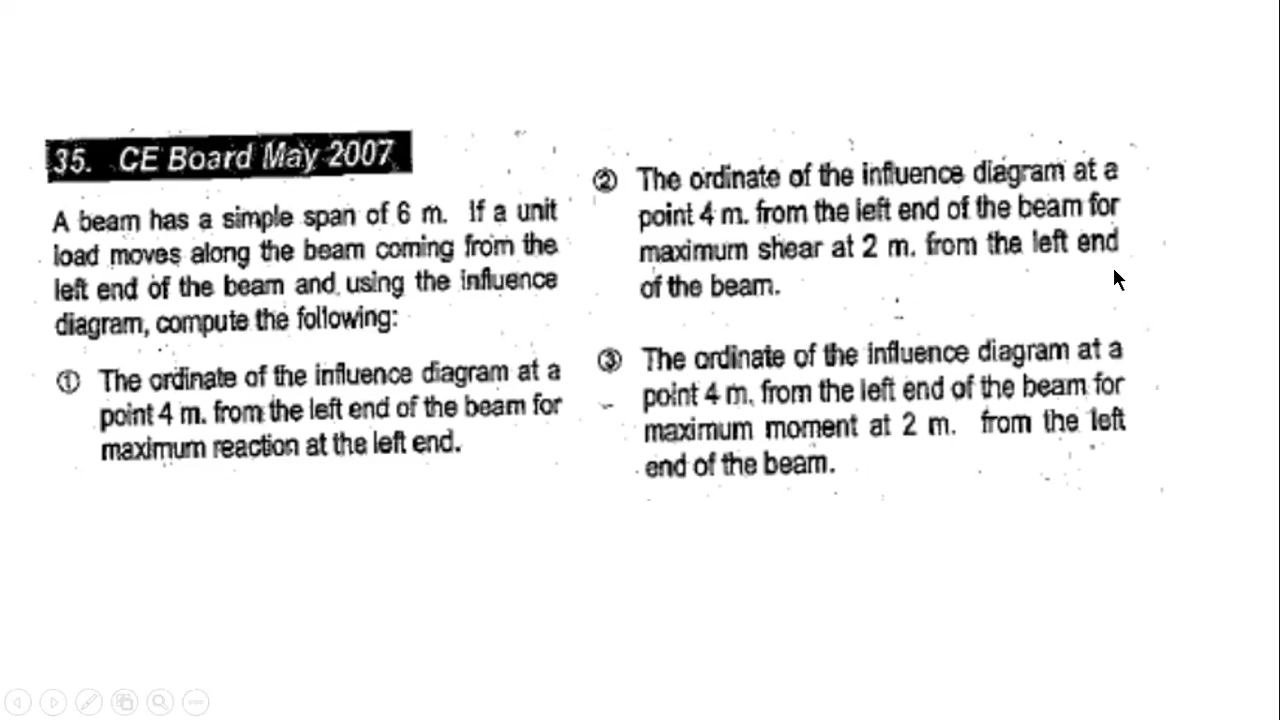 35. CE Board May 2007
A beam has a simple span of 6 m. If a unit
load moves along the beam coming from the
left end of the beam and using the influence
diagram, compute the following:
① The ordinate of the influence diagram at a
point 4 m. from the left end of the beam for
maximum reaction at the left end.
② The ordinate of the influence diagram at a
point 4 m. from the left end of the beam for
maximum shear at 2 m. from the left end
of the beam.
③ The ordinate of the influence diagram at a
point 4 m. from the left end of the beam for
maximum moment at 2 m. from the left
end of the beam.